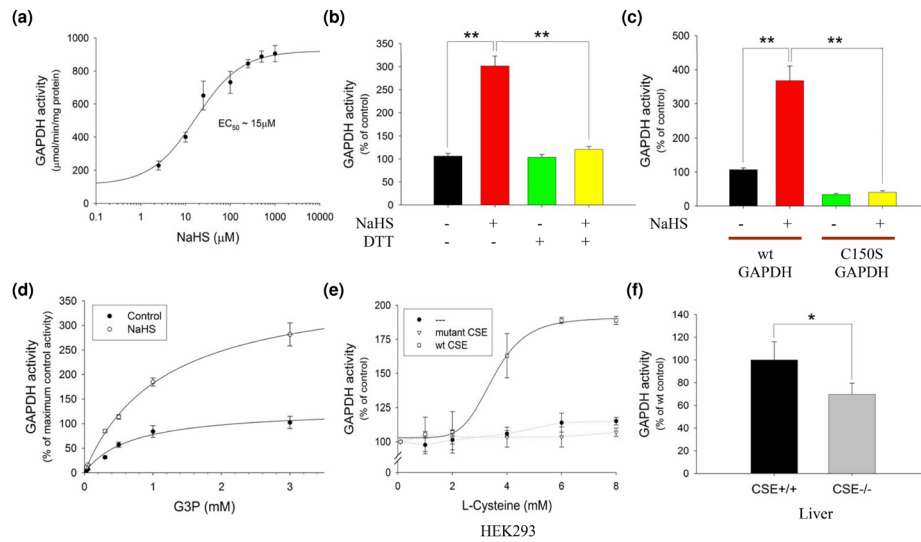 (a)
GAPDH activity
(μmol/min/mg protein)
1000
800
600
400
200
0
EC50 ~ 15μM
0.1 1 10 100 1000 10000
NaHS (μM)
(b)
GAPDH activity
(% of control)
350
300
250
200
150
100
50
0
** **
NaHS - + - +
DTT - - + +
(c)
GAPDH activity
(% of control)
500
400
300
200
100
0
** **
NaHS - + - +
wt C150S
GAPDH GAPDH
(d)
GAPDH activity
(% of maximum control activity)
350
300
250
200
150
100
50
0
Control
NaHS
0 1 2 3
G3P (mM)
(e)
GAPDH activity
(% of control)
200
180
160
140
120
100
0
---
mutant CSE
wt CSE
0 2 4 6 8
L-Cysteine (mM)
HEK293
(f)
GAPDH activity
(% of wt control)
140
120
100
80
60
40
20
0
*
CSE+/+ CSE-/-
Liver